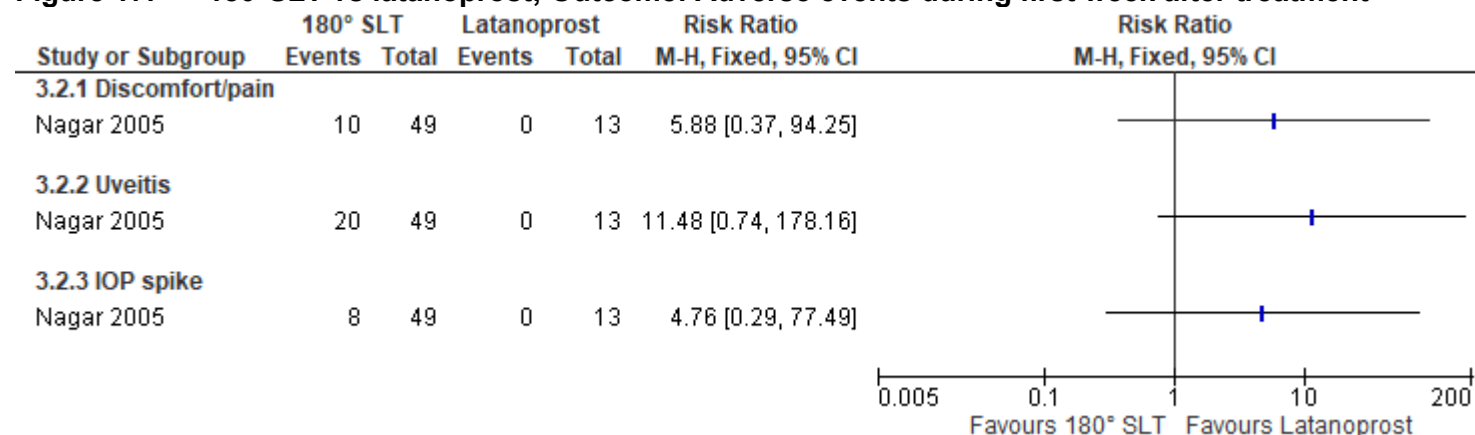 180° SLT Latanoprost Risk Ratio Risk Ratio
Study or Subgroup Events Total Events Total M-H, Fixed, 95% CI M-H, Fixed, 95% CI
3.2.1 Discomfort/pain
Nagar 2005 10 49 0 13 5.88 [0.37, 94.25]
3.2.2 Uveitis
Nagar 2005 20 49 0 13 11.48 [0.74, 178.16]
3.2.3 IOP spike
Nagar 2005 8 49 0 13 4.76 [0.29, 77.49]
0.005 0.1 1 10 200
Favours 180° SLT Favours Latanoprost